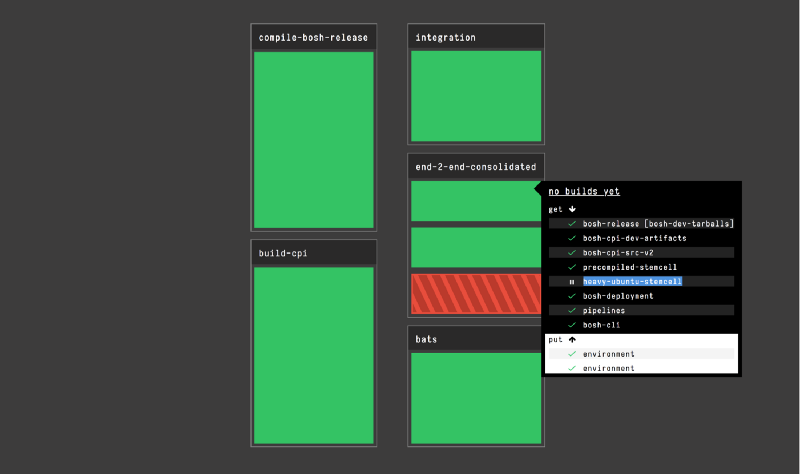 compile-bosh-release
integration
end-2-end-consolidated
build-cpi
bats
no builds yet
get
bosh-release [bosh-dev-tarballs]
bosh-cpi-dev-artifacts
bosh-cpi-src-v2
precompiled-stemcell
heavy-ubuntu-stemcell
bosh-deployment
pipelines
bosh-cli
put
environment
environment